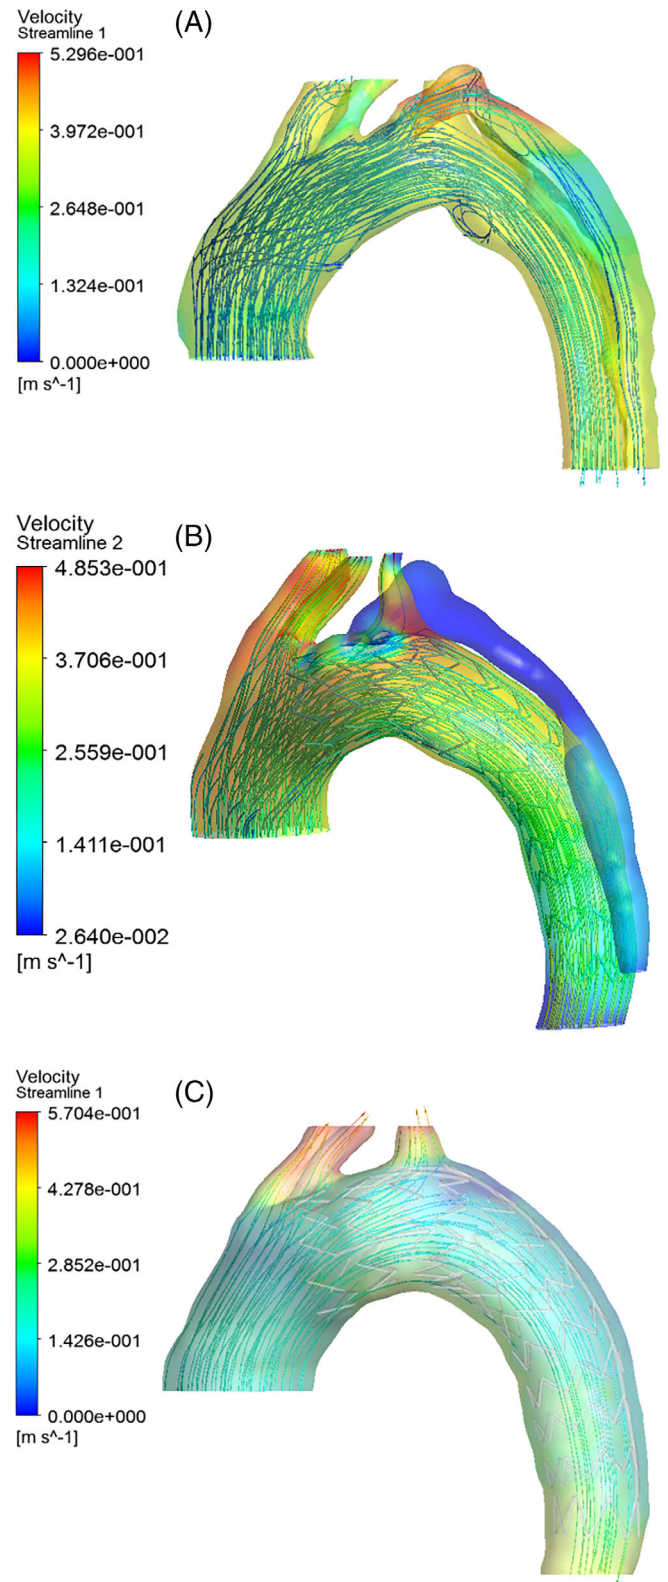 Velocity
Streamline 1
(A)
5.296e-001
3.972e-001
2.648e-001
1.324e-001
0.000e+000
[m s^-1]
Velocity
Streamline 2
(B)
4.853e-001
3.706e-001
2.559e-001
1.411e-001
2.640e-002
[m s^-1]
Velocity
Streamline 1
(C)
5.704e-001
4.278e-001
2.852e-001
1.426e-001
0.000e+000
[m s^-1]